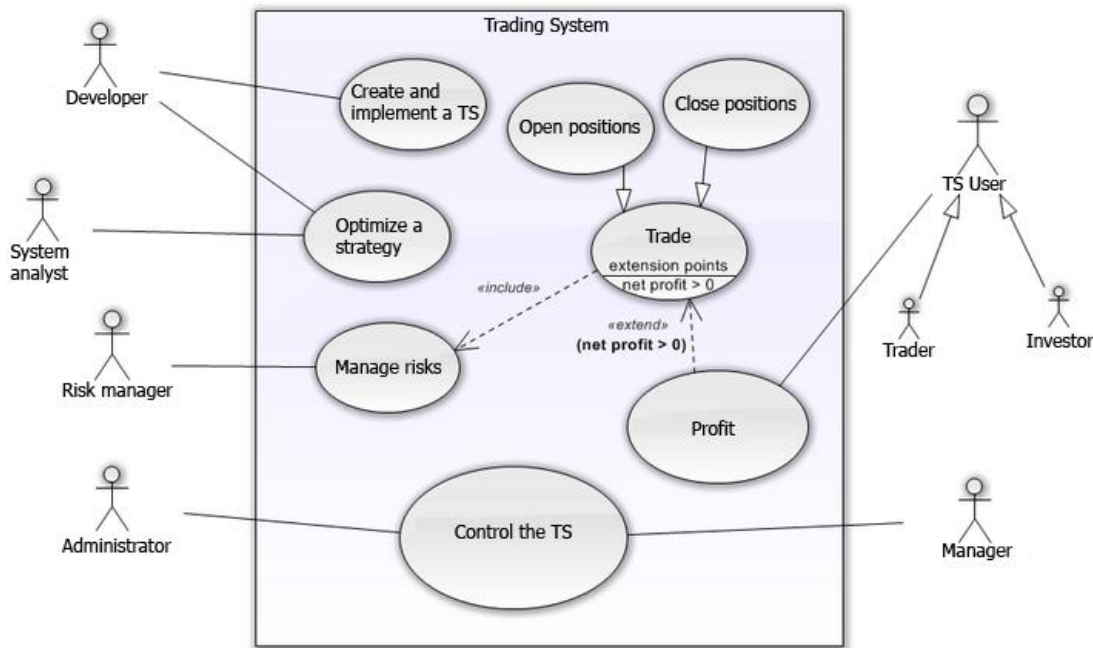 Trading System
Developer
Create and
implement a TS
Open positions
Close positions
TS User
System
analyst
Optimize a
strategy
Trade
extension points
net profit > 0
«include»
«extend»
(net profit > 0)
Trader
Investor
Risk manager
Manage risks
Profit
Administrator
Control the TS
Manager